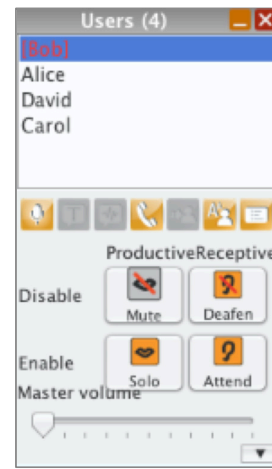 Users (4)
[Bob]
Alice
David
Carol
Productive Receptive
Disable
Mute Deafen
Enable
Solo Attend
Master volume